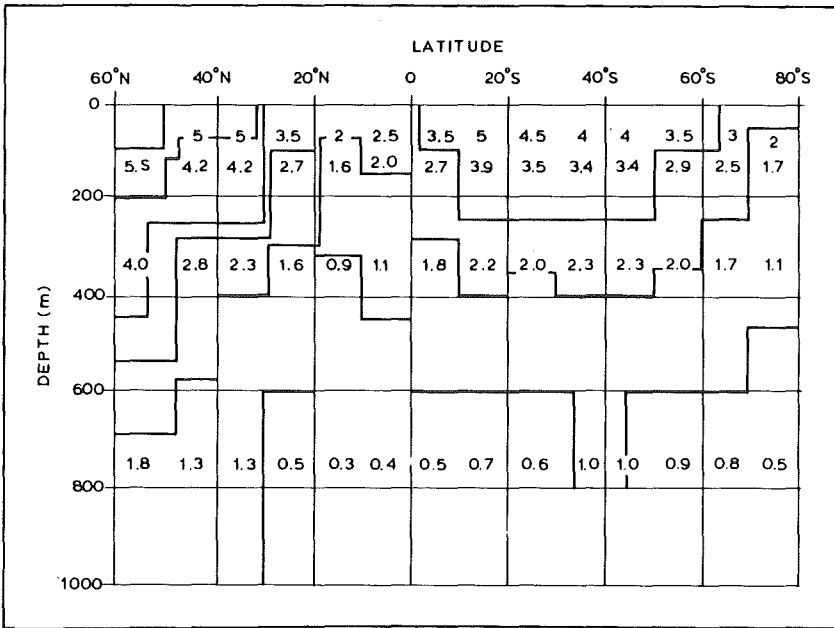 LATITUDE
60°N 40°N 20°N 0 20°S 40°S 60°S 80°S
0
5 5 3.5 2 2.5 3.5 5 4.5 4 4 3.5 3 2
5.S 4.2 4.2 2.7 1.6 2.0 2.7 3.9 3.5 3.4 3.4 2.9 2.5 1.7
200
4.0 2.8 2.3 1.6 0.9 1.1 1.8 2.2 2.0 2.3 2.3 2.0 1.7 1.1
400
DEPTH (m)
600
1.8 1.3 1.3 0.5 0.3 0.4 0.5 0.7 0.6 1.0 1.0 0.9 0.8 0.5
800
1000